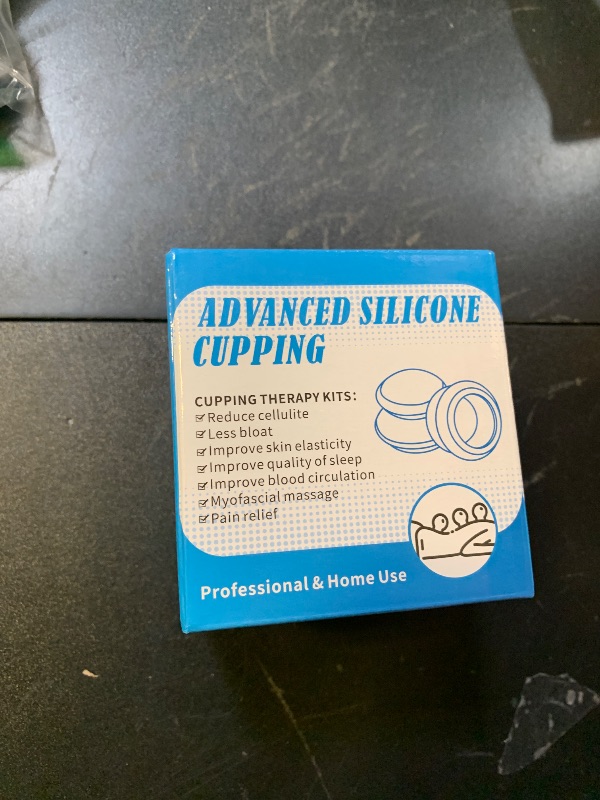 ADVANCED SILICONE
CUPPING
CUPPING THERAPY KITS:
Reduce cellulite
Less bloat
Improve skin elasticity
Improve quality of sleep
Improve blood circulation
Myofascial massage
Pain relief
Professional & Home Use